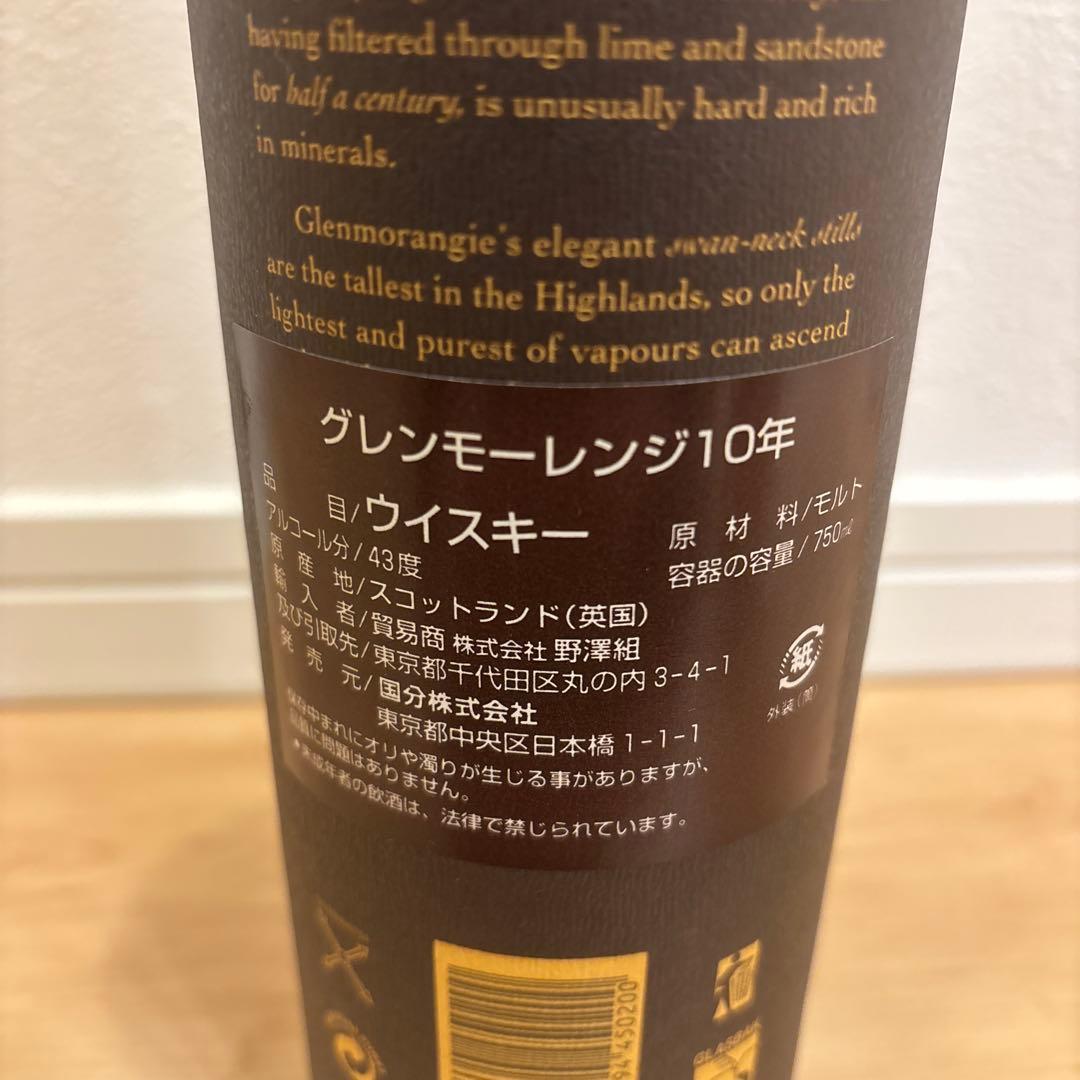 having filtered through lime and sandstone
for half a century, is unusually hard and rich
in minerals.
Glenmorangie's elegant swan-neck stills
are the tallest in the Highlands, so only the
lightest and purest of vapours can ascend
グレンモーレンジ10年
品目/ウイスキー
原材料/モルト
アルコール分/43度
容器の容量/750ml
原産地/スコットランド(英国)
輸入者/貿易商 株式会社 野澤組
及び引取先/東京都千代田区丸の内3-4-1
発売元/国分株式会社
東京都中央区日本橋1-1-1
保存中まれにオリや濁りが生じる事がありますが、
品質に問題はありません。
*未成年者の飲酒は、法律で禁じられています。
紙
外装(筒)
94 450200
GLASGAK